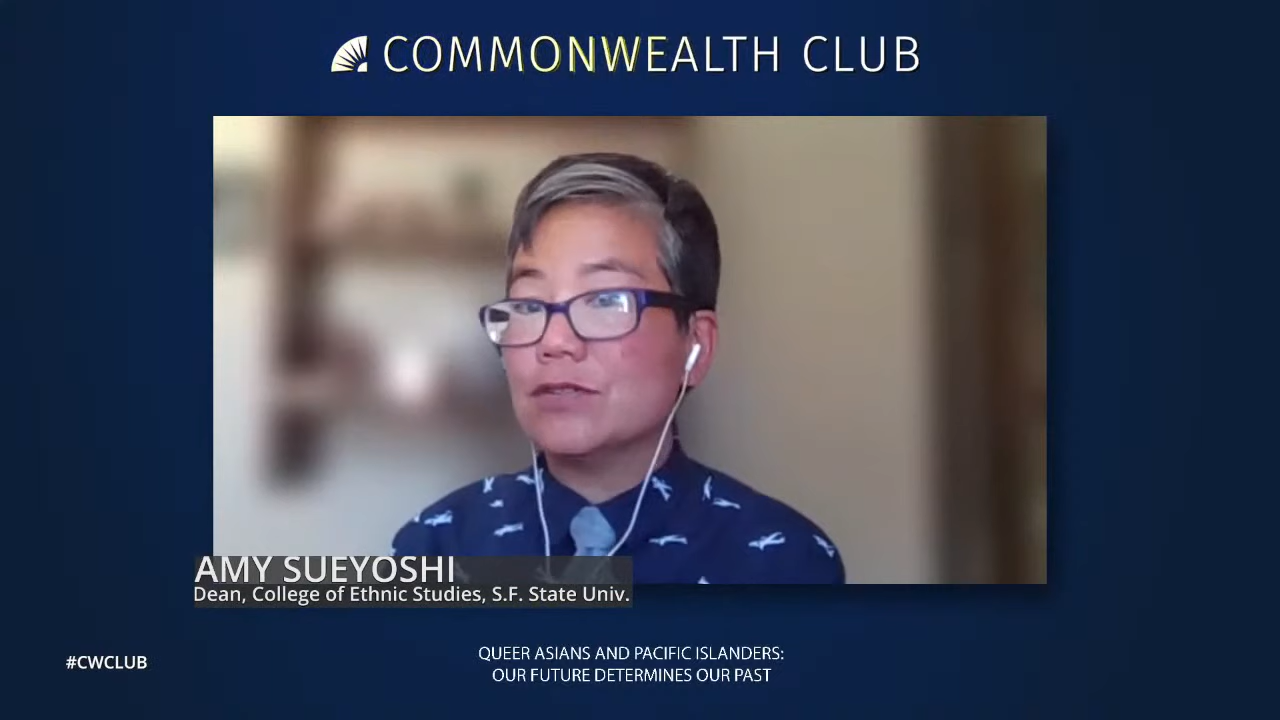 COMMONWEALTH CLUB
AMY SUEYOSHI
Dean, College of Ethnic Studies, S.F. State Univ.
#CWCLUB
QUEER ASIANS AND PACIFIC ISLANDERS:
OUR FUTURE DETERMINES OUR PAST